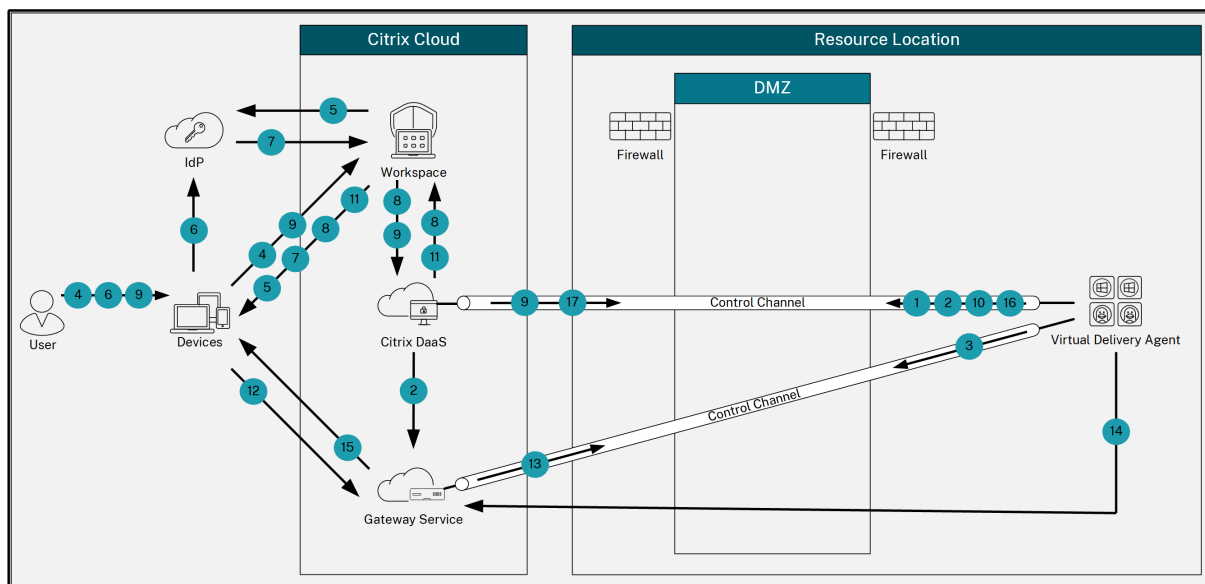 Citrix Cloud
Resource Location
DMZ
5
7
IdP
Workspace
Firewall
Firewall
11
8
9
8
8
9
7
6
4
11
5
4 6 9
User
Devices
Citrix DaaS
9 17
Control Channel
1 2 10 16
Virtual Delivery Agent
3
2
12
Control Channel
14
15
13
Gateway Service